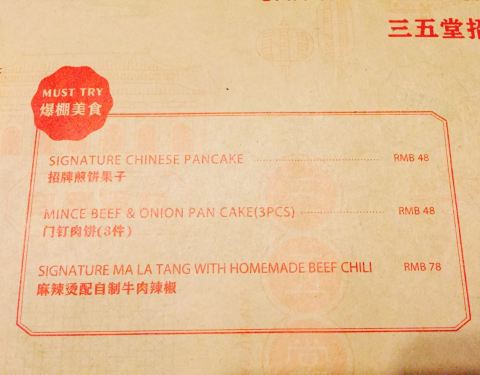 三五堂招
MUST TRY
爆棚美食
SIGNATURE CHINESE PANCAKE RMB 48
招牌煎饼果子
MINCE BEEF & ONION PAN CAKE(3PCS) RMB 48
门钉肉饼(3件)
SIGNATURE MA LA TANG WITH HOMEMADE BEEF CHILI RMB 78
麻辣烫配自制牛肉辣椒